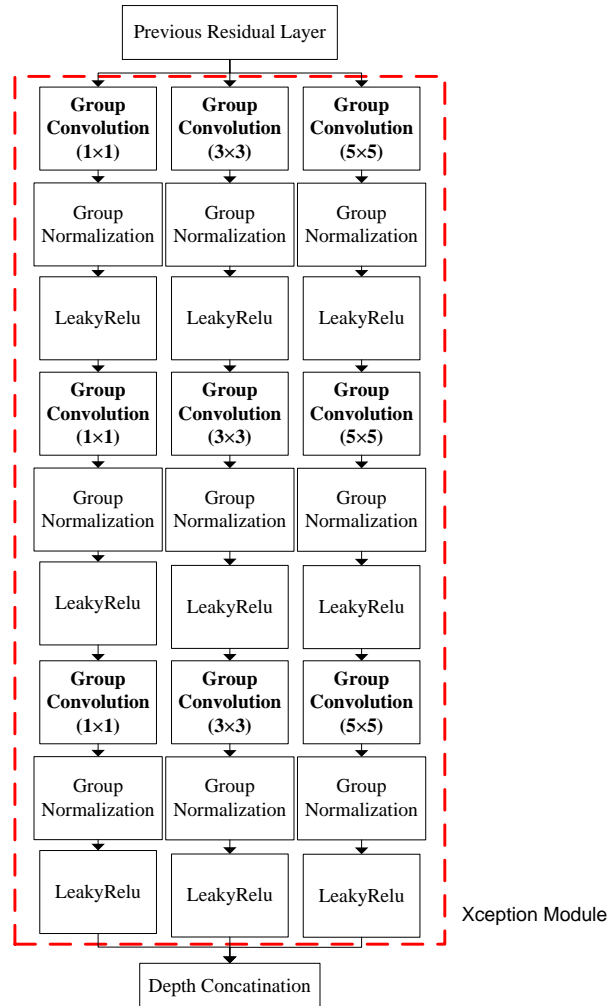 Previous Residual Layer
Group Convolution (1×1)
Group Convolution (3×3)
Group Convolution (5×5)
Group Normalization
Group Normalization
Group Normalization
LeakyRelu
LeakyRelu
LeakyRelu
Group Convolution (1×1)
Group Convolution (3×3)
Group Convolution (5×5)
Group Normalization
Group Normalization
Group Normalization
LeakyRelu
LeakyRelu
LeakyRelu
Group Convolution (1×1)
Group Convolution (3×3)
Group Convolution (5×5)
Group Normalization
Group Normalization
Group Normalization
LeakyRelu
LeakyRelu
LeakyRelu
Xception Module
Depth Concatination